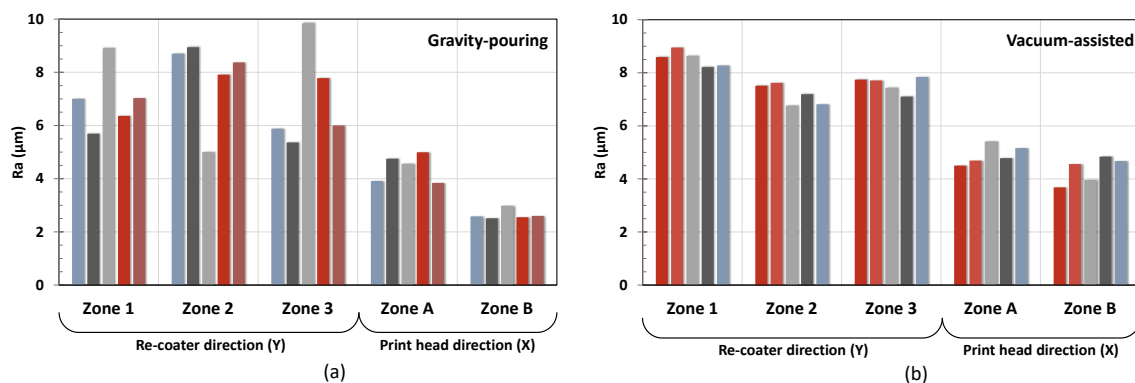 10
8
6
4
2
0
Ra (µm)
Gravity-pouring
Zone 1 Zone 2 Zone 3 Zone A Zone B
Re-coater direction (Y) Print head direction (X)
(a)
10
8
6
4
2
0
Ra (µm)
Vacuum-assisted
Zone 1 Zone 2 Zone 3 Zone A Zone B
Re-coater direction (Y) Print head direction (X)
(b)